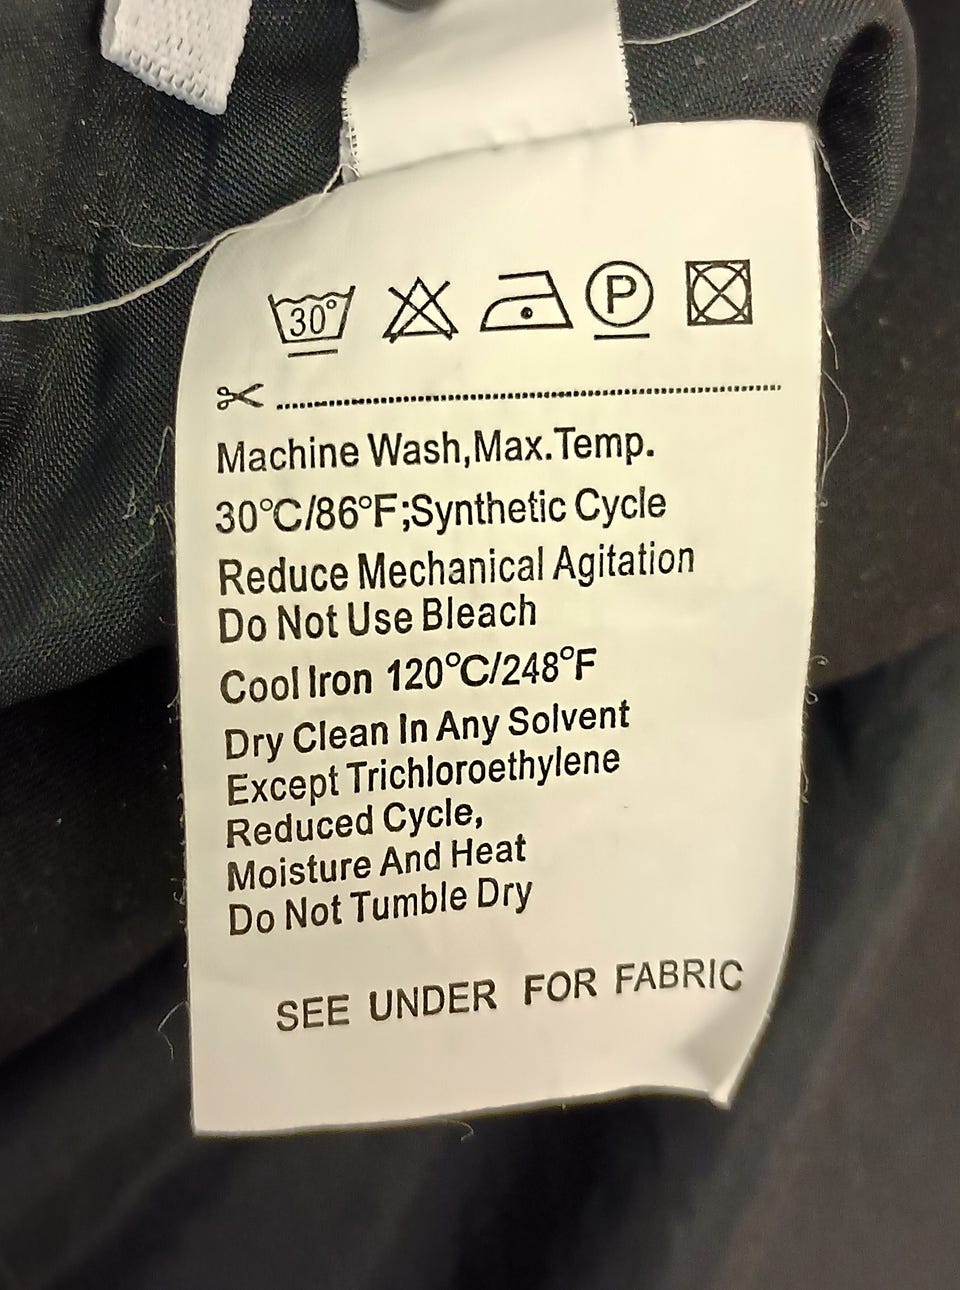 30°
P
Machine Wash,Max.Temp.
30°C/86°F;Synthetic Cycle
Reduce Mechanical Agitation
Do Not Use Bleach
Cool Iron 120°C/248°F
Dry Clean In Any Solvent
Except Trichloroethylene
Reduced Cycle,
Moisture And Heat
Do Not Tumble Dry
SEE UNDER FOR FABRIC